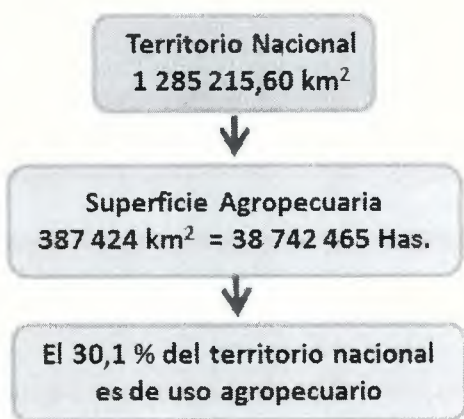 Territorio Nacional
1 285 215,60 km²
Superficie Agropecuaria
387 424 km² = 38 742 465 Has.
El 30,1 % del territorio nacional
es de uso agropecuario